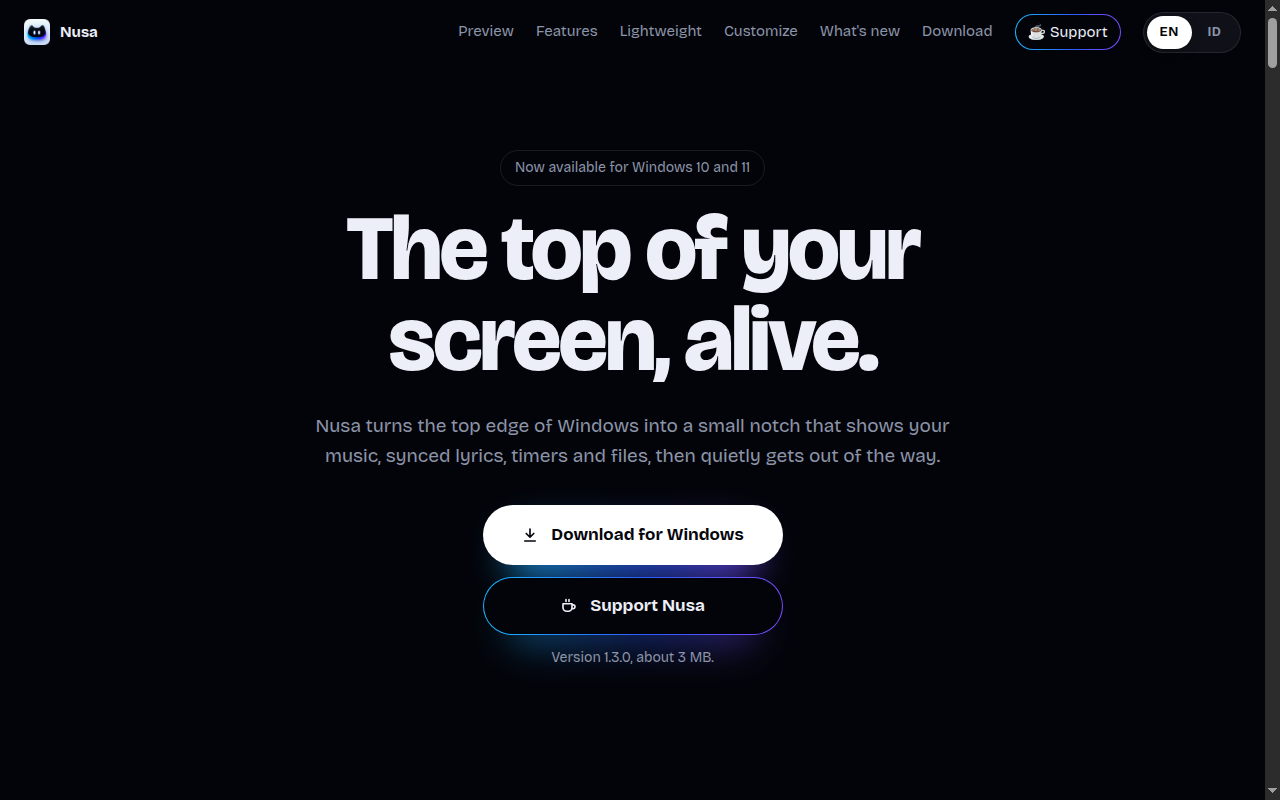 Nusa
Preview
Features
Lightweight
Customize
What's new
Download
☕ Support
EN
ID
Now available for Windows 10 and 11
The top of your
screen, alive.
Nusa turns the top edge of Windows into a small notch that shows your
music, synced lyrics, timers and files, then quietly gets out of the way.
Download for Windows
Support Nusa
Version 1.3.0, about 3 MB.